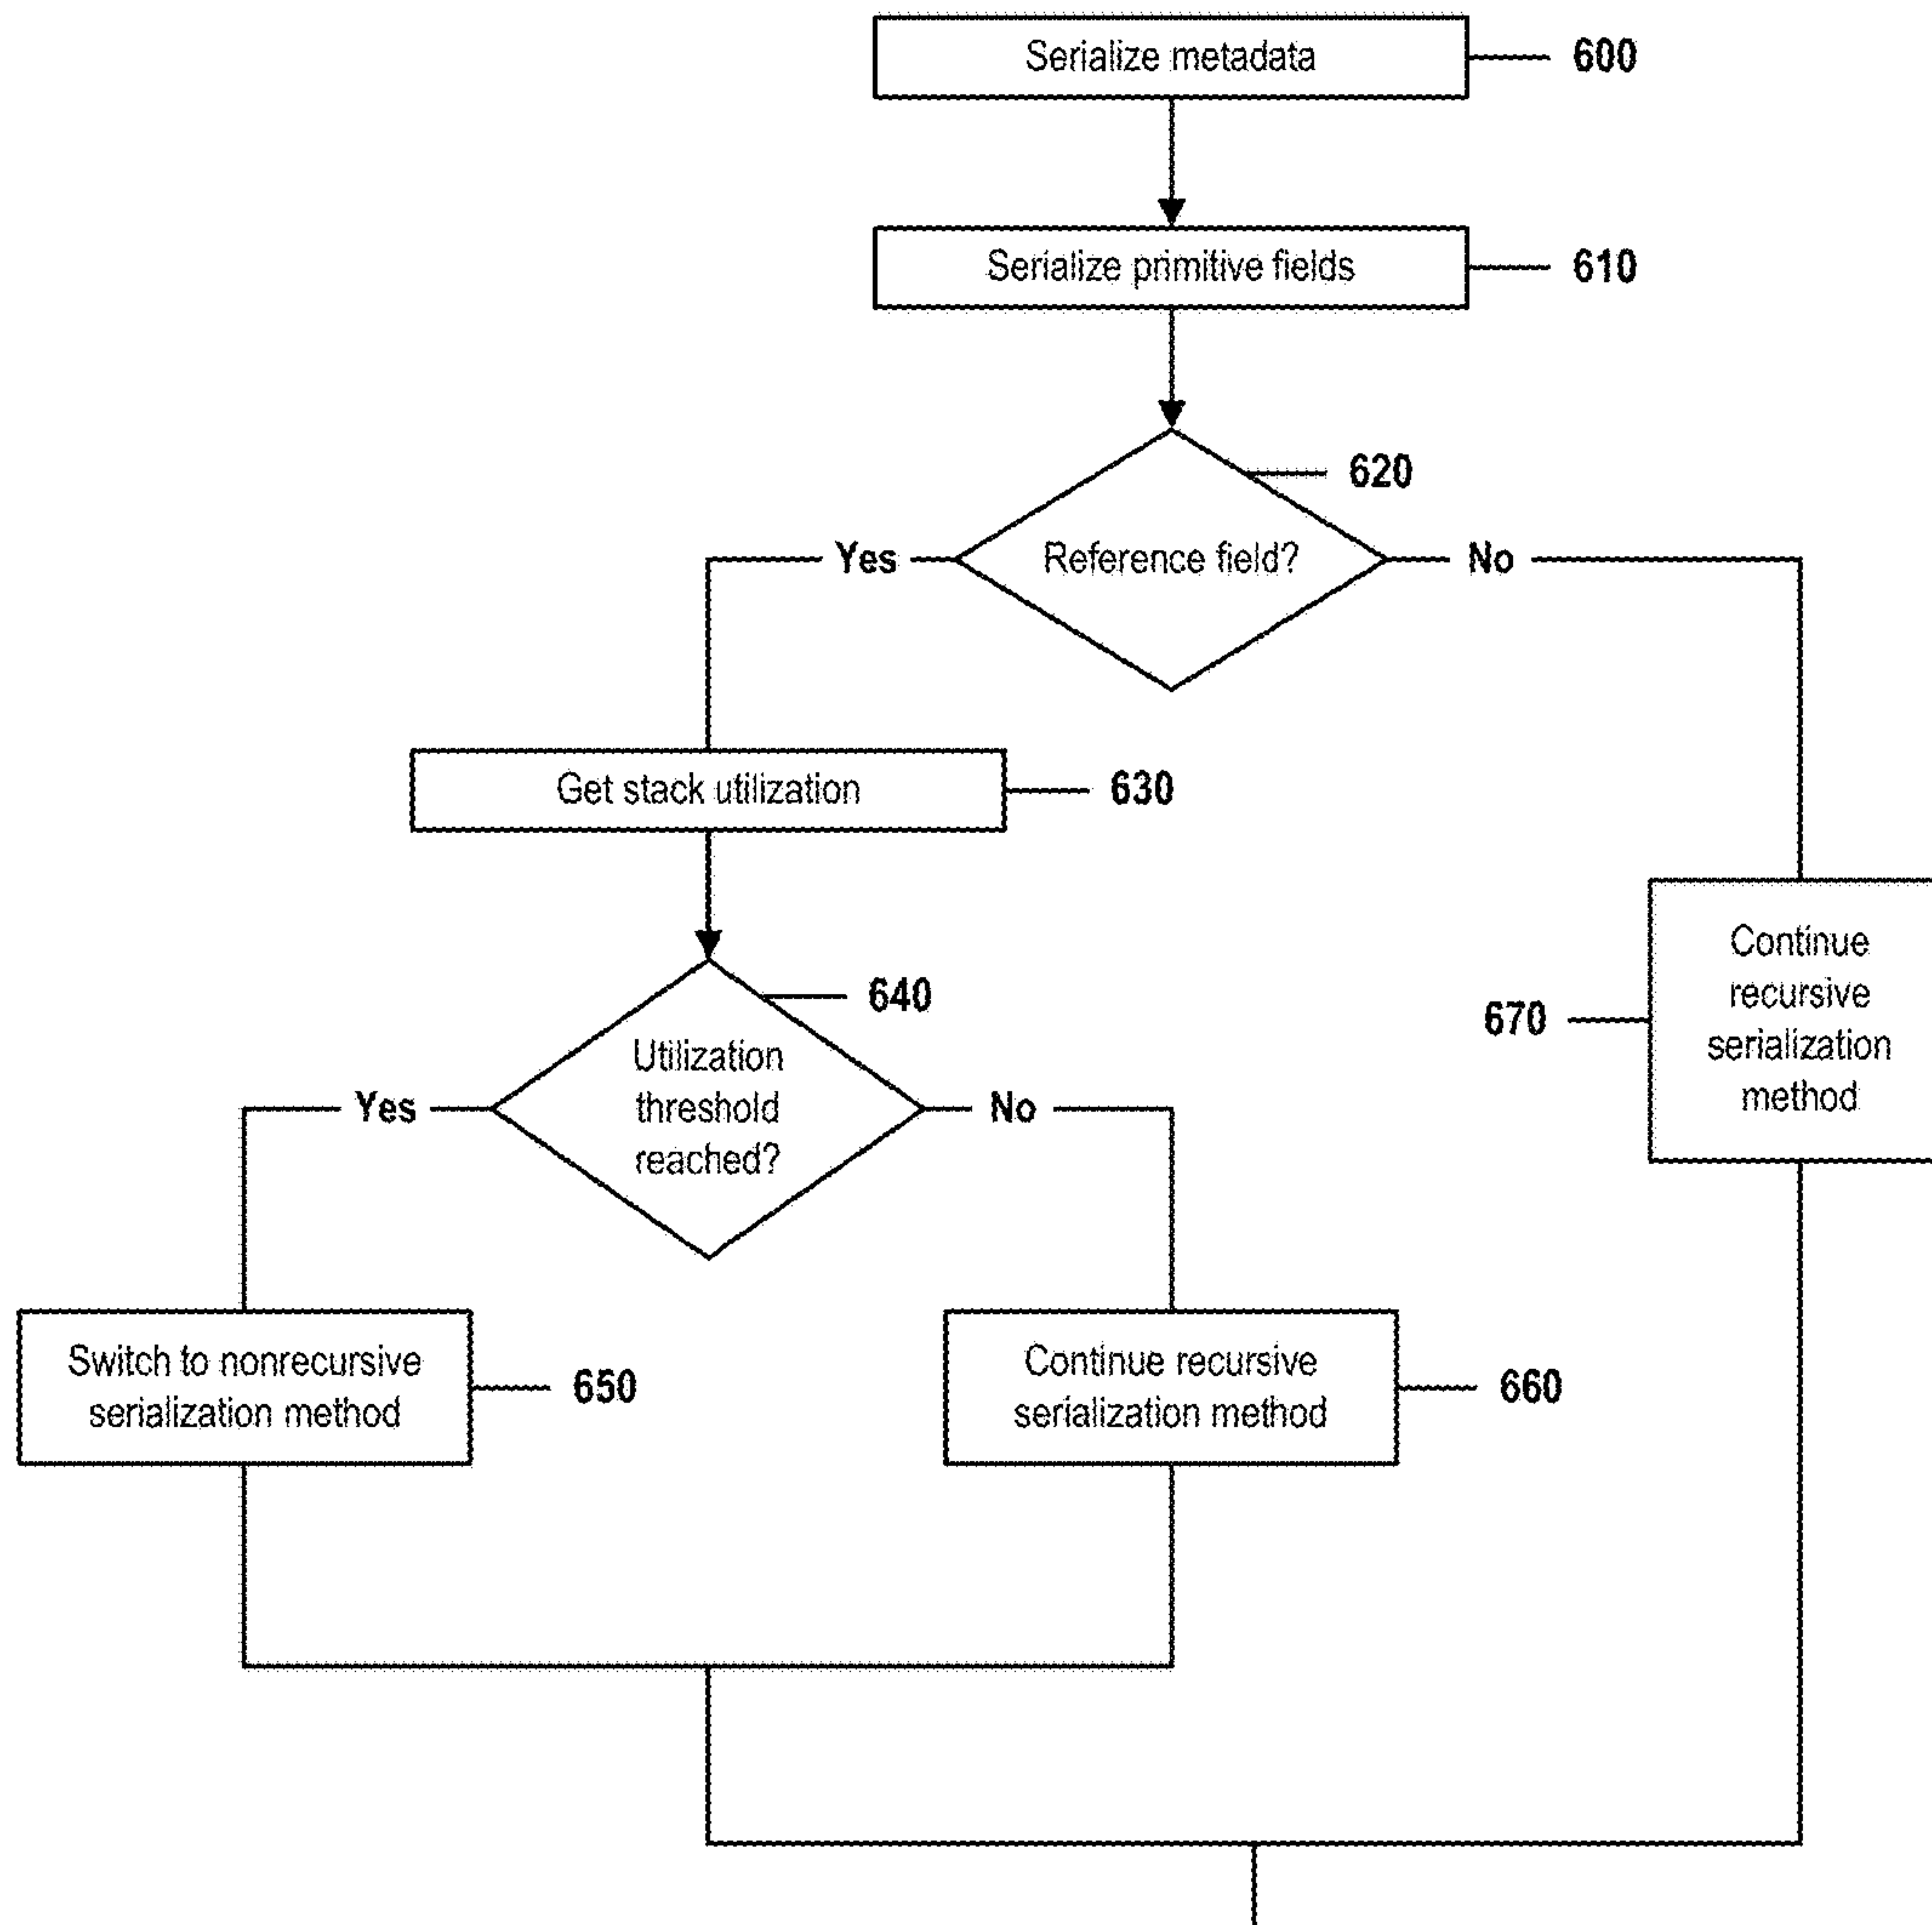 Serialize metadata
600
Serialize primitive fields
610
620
Reference field?
Yes
No
Get stack utilization
630
640
Utilization
threshold
reached?
Yes
No
670
Continue
recursive
serialization
method
Switch to nonrecursive
serialization method
650
Continue recursive
serialization method
660